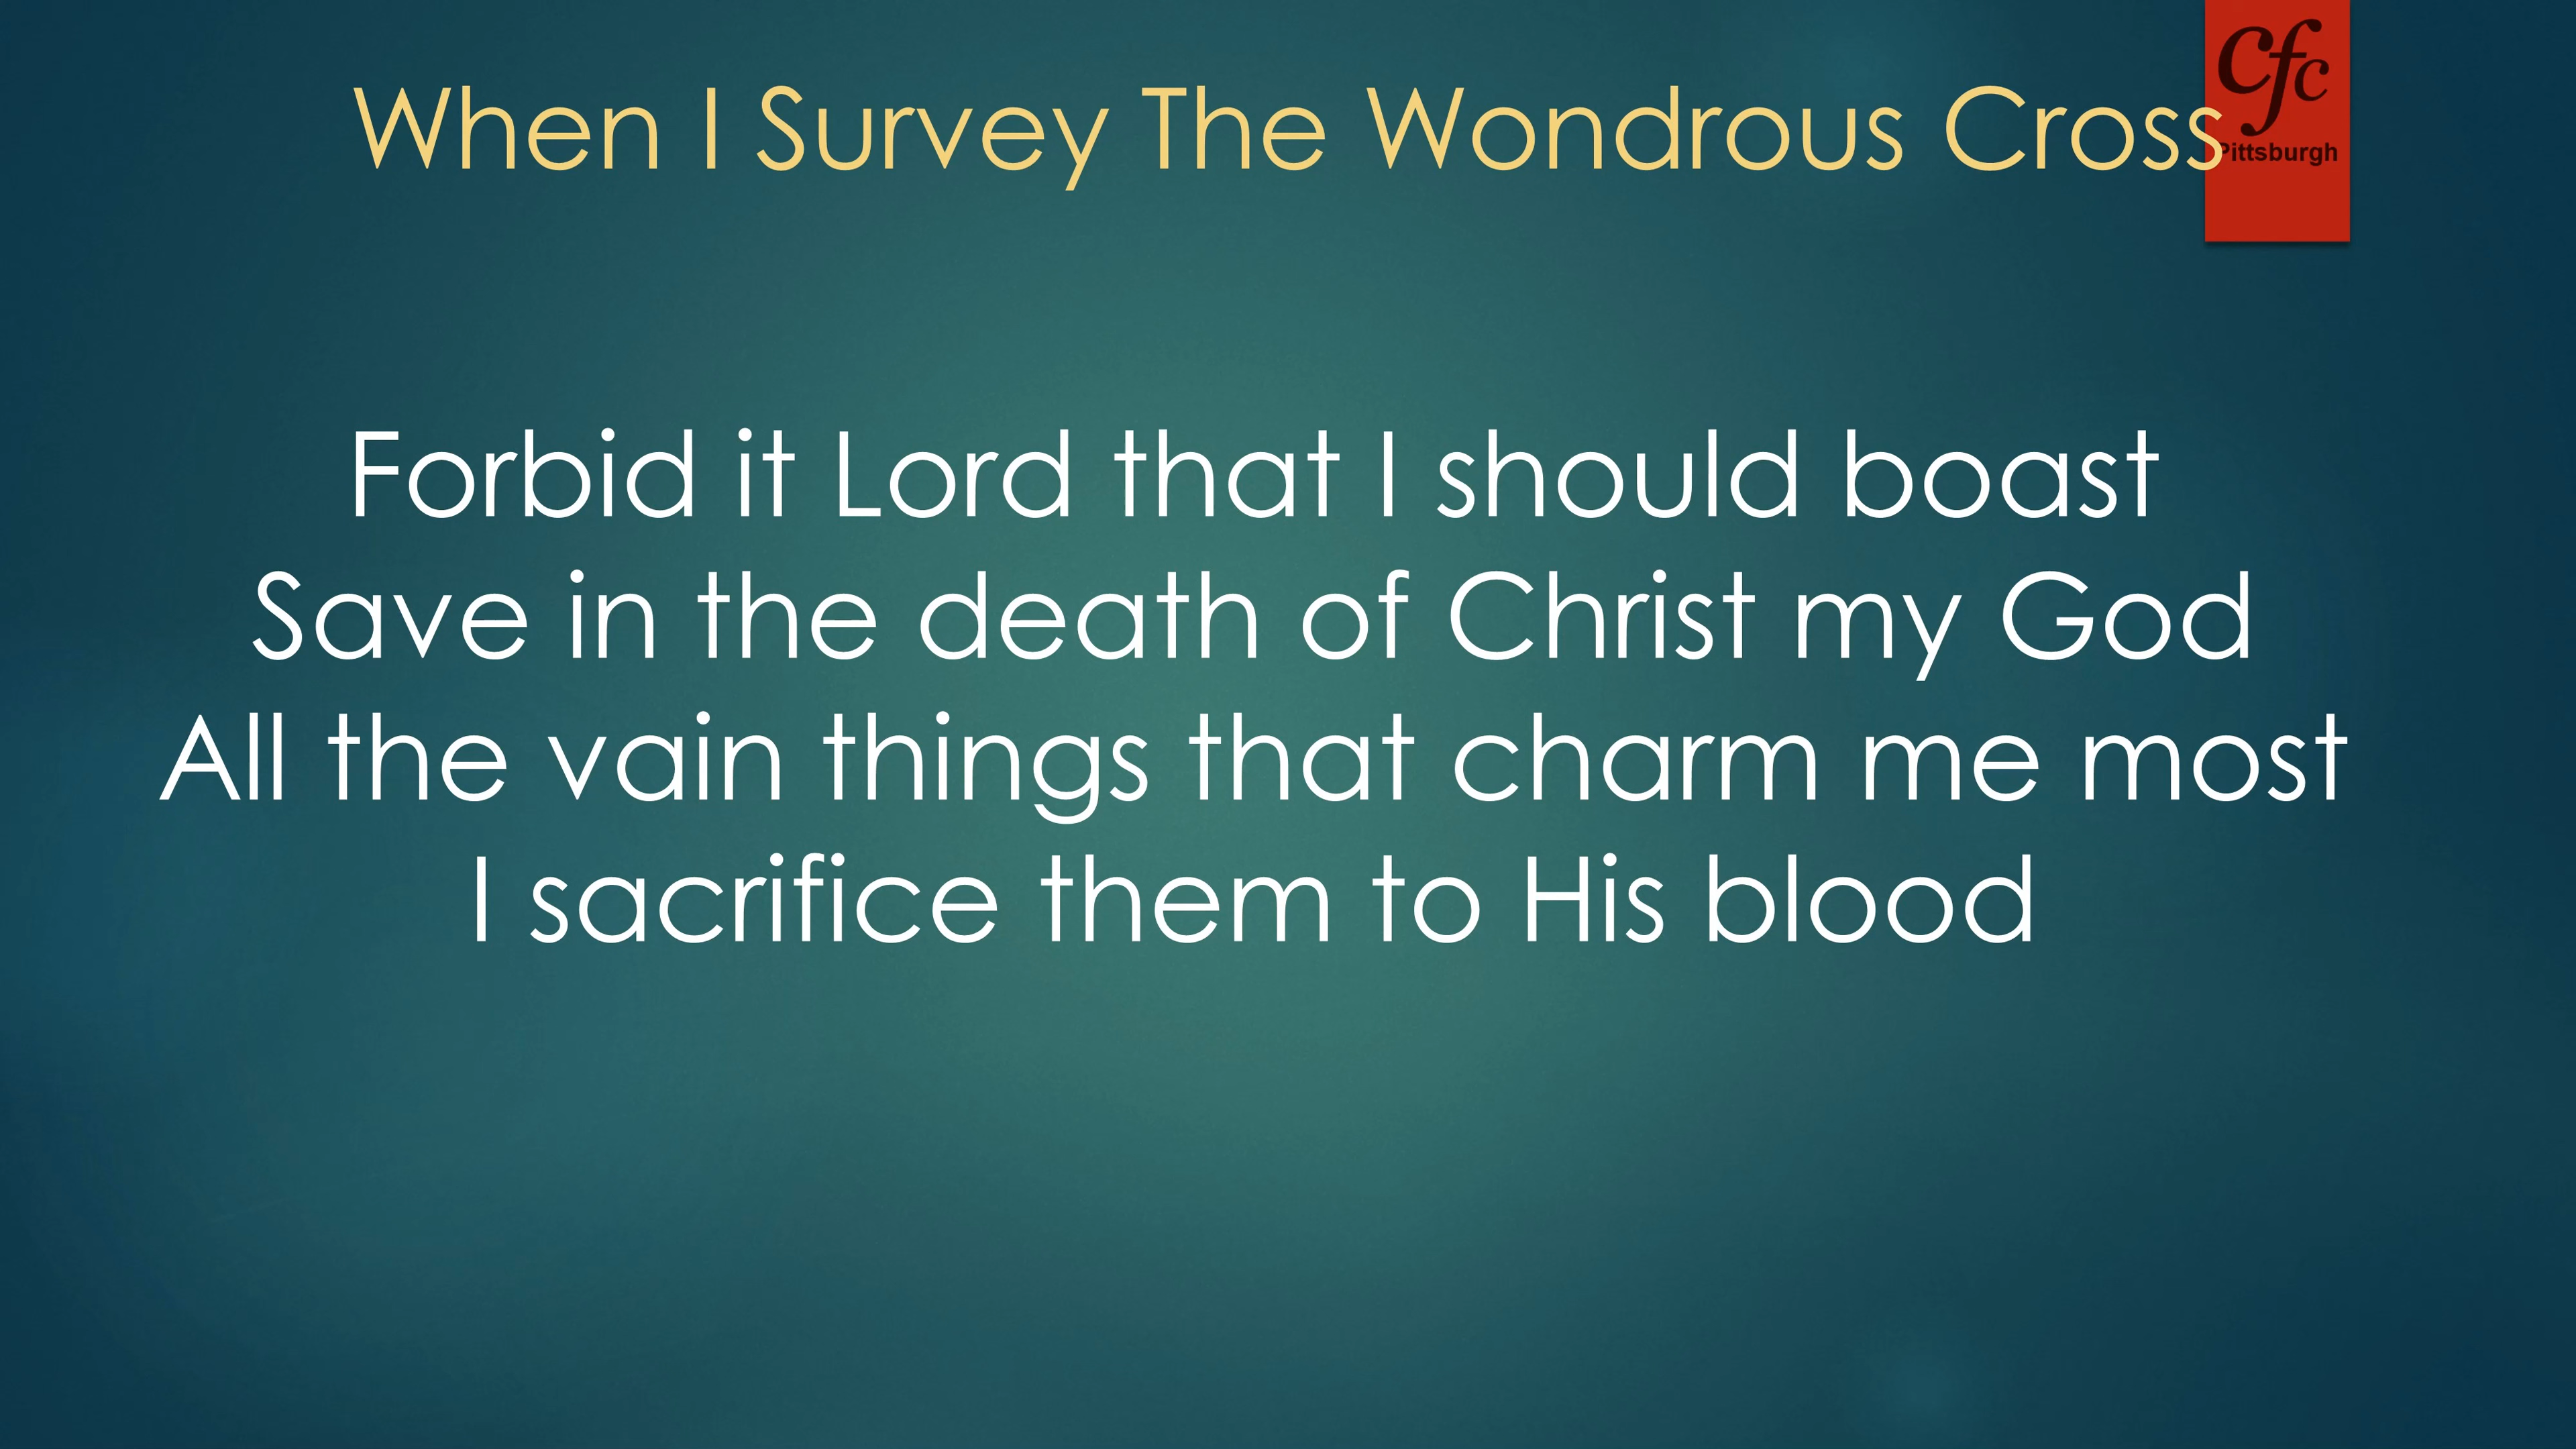 When I Survey The Wondrous Cross
cfc
Pittsburgh
Forbid it Lord that I should boast
Save in the death of Christ my God
All the vain things that charm me most
I sacrifice them to His blood